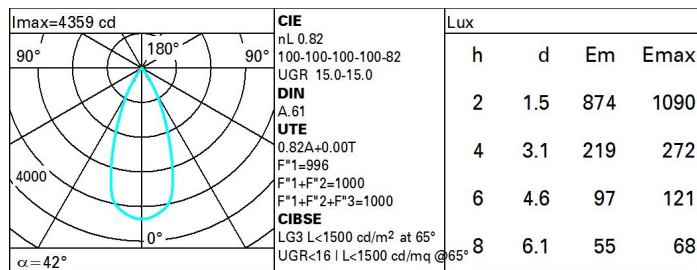 Imax=4359 cd
90°
180°
90°
4000
0°
α=42°
CIE
nL 0.82
100-100-100-100-82
UGR 15.0-15.0
DIN
A.61
UTE
0.82A+0.00T
F"1=996
F"1+F"2=1000
F"1+F"2+F"3=1000
CIBSE
LG3 L<1500 cd/m² at 65°
UGR<16 | L<1500 cd/mq @65°
Lux
h d Em Emax
2 1.5 874 1090
4 3.1 219 272
6 4.6 97 121
8 6.1 55 68